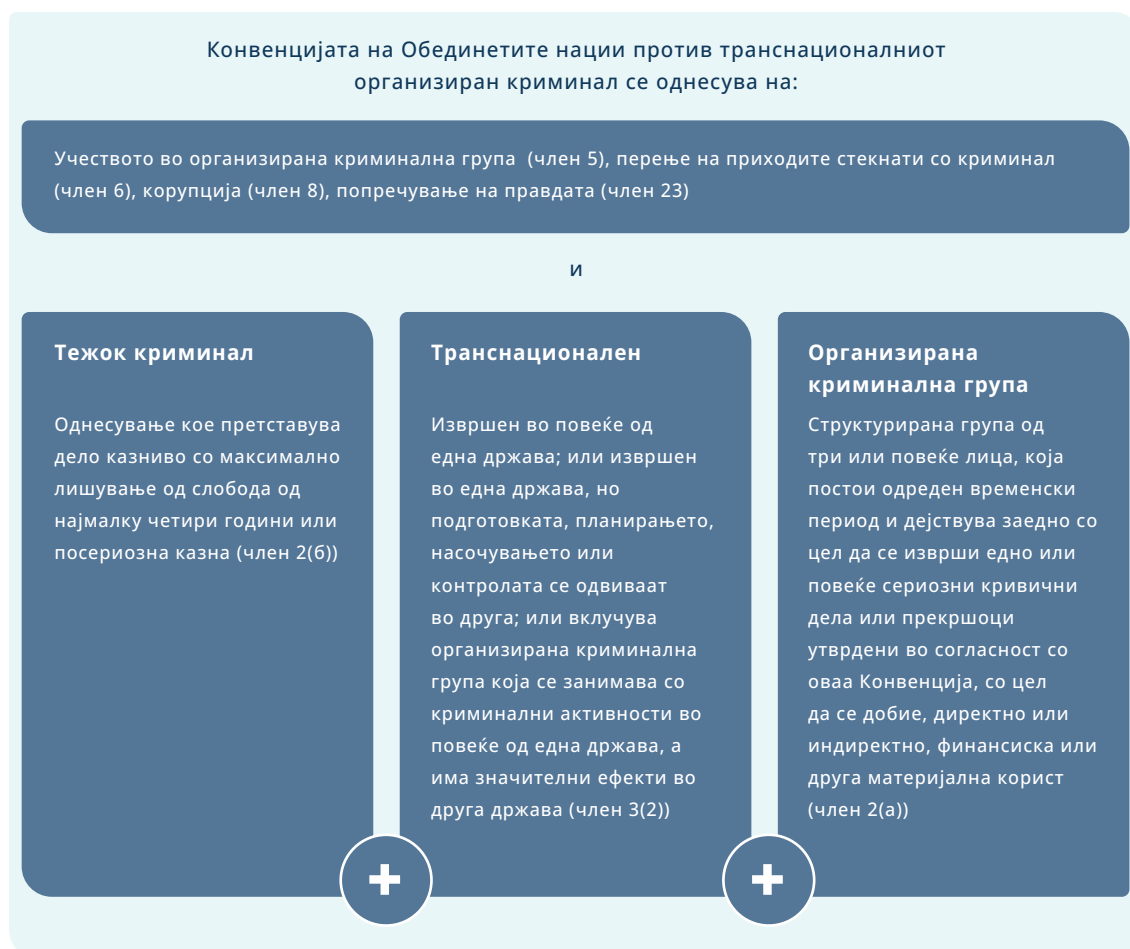 Конвенцијата на Обединетите нации против транснационалниот
организиран криминал се однесува на:
Учеството во организирана криминална група (член 5), перење на приходите стекнати со криминал
(член 6), корупција (член 8), попречување на правдата (член 23)
и
Тежок криминал
Однесување кое претставува
дело казниво со максимално
лишување од слобода од
најмалку четири години или
посериозна казна (член 2(б))
Транснационален
Извршен во повеќе од
една држава; или извршен
во една држава, но
подготовката, планирањето,
насочувањето или
контролата се одвиваат
во друга; или вклучува
организирана криминална
група која се занимава со
криминални активности во
повеќе од една држава, а
има значителни ефекти во
друга држава (член 3(2))
Организирана
криминална група
Структурирана група од
три или повеќе лица, која
постои одреден временски
период и дејствува заедно со
цел да се изврши едно или
повеќе сериозни кривични
дела или прекршоци
утврдени во согласност со
оваа Конвенција, со цел
да се добие, директно или
индиректно, финансиска или
друга материјална корист
(член 2(а))